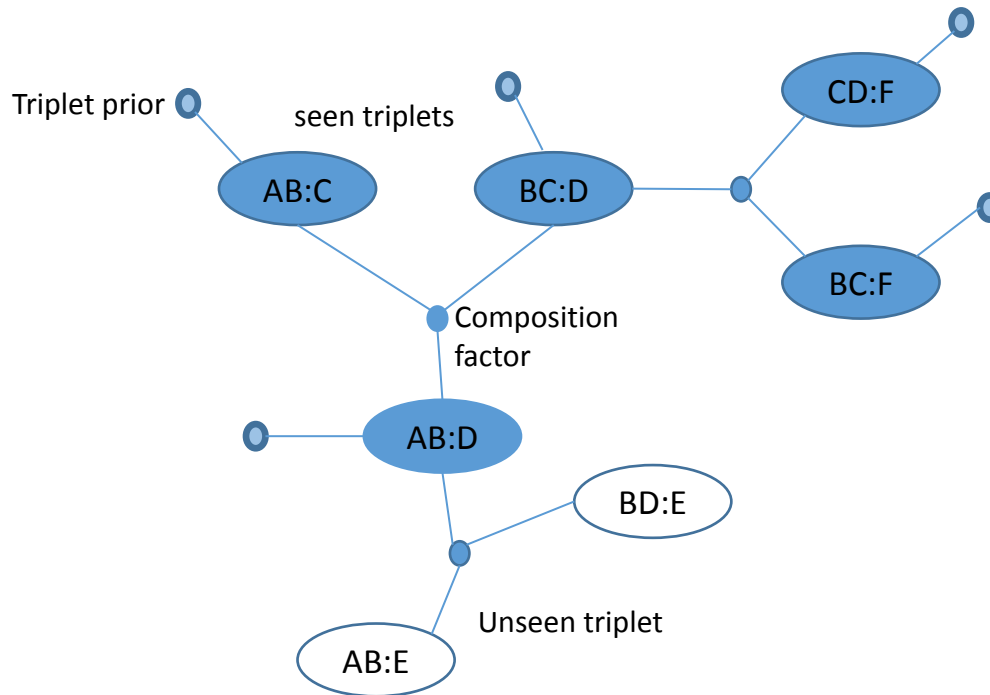 CD:F
Triplet prior
seen triplets
AB:C
BC:D
BC:F
Composition
factor
AB:D
BD:E
Unseen triplet
AB:E